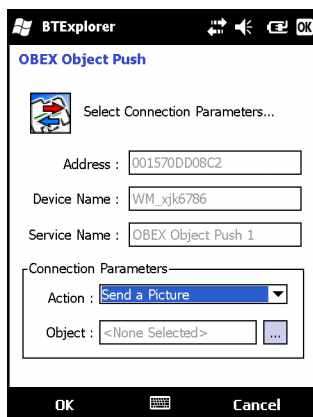 BTExplorer OK
OBEX Object Push
Select Connection Parameters...
Address : 001570DD08C2
Device Name : WM_xjk6786
Service Name : OBEX Object Push 1
Connection Parameters
Action : Send a Picture
Object : <None Selected> ...
OK Cancel